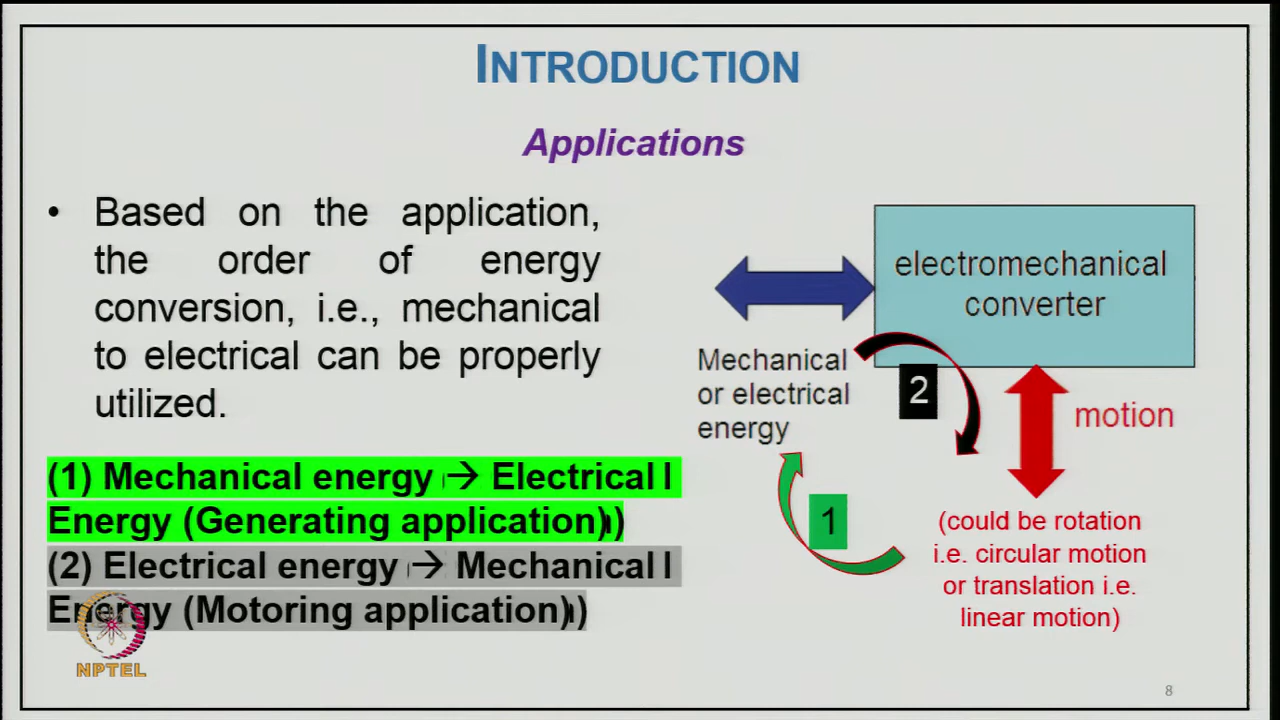 INTRODUCTION
Applications
• Based on the application,
the order of energy
conversion, i.e., mechanical
to electrical can be properly
utilized.
(1) Mechanical energy → Electrical
Energy (Generating application)
(2) Electrical energy → Mechanical
Energy (Motoring application)
electromechanical
converter
Mechanical
or electrical
energy
2
motion
1
(could be rotation
i.e. circular motion
or translation i.e.
linear motion)
NPTEL
8